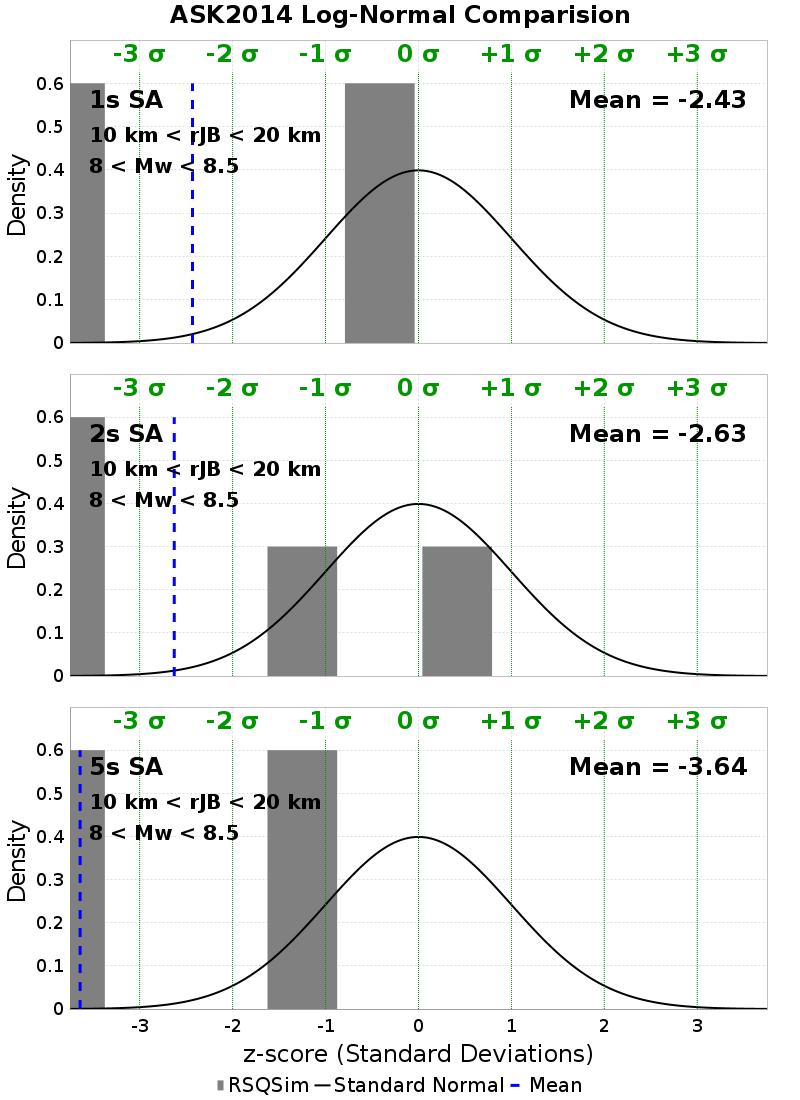 ASK2014 Log-Normal Comparision
-3 σ -2 σ -1 σ 0 σ +1 σ +2 σ +3 σ
1s SA Mean = -2.43
10 km < rJB < 20 km
8 < Mw < 8.5
Density
0.6
0.5
0.4
0.3
0.2
0.1
0
-3 σ -2 σ -1 σ 0 σ +1 σ +2 σ +3 σ
2s SA Mean = -2.63
10 km < rJB < 20 km
8 < Mw < 8.5
Density
0.6
0.5
0.4
0.3
0.2
0.1
0
-3 σ -2 σ -1 σ 0 σ +1 σ +2 σ +3 σ
5s SA Mean = -3.64
10 km < rJB < 20 km
8 < Mw < 8.5
Density
0.6
0.5
0.4
0.3
0.2
0.1
0
-3 -2 -1 0 1 2 3
z-score (Standard Deviations)
RSQSim Standard Normal Mean